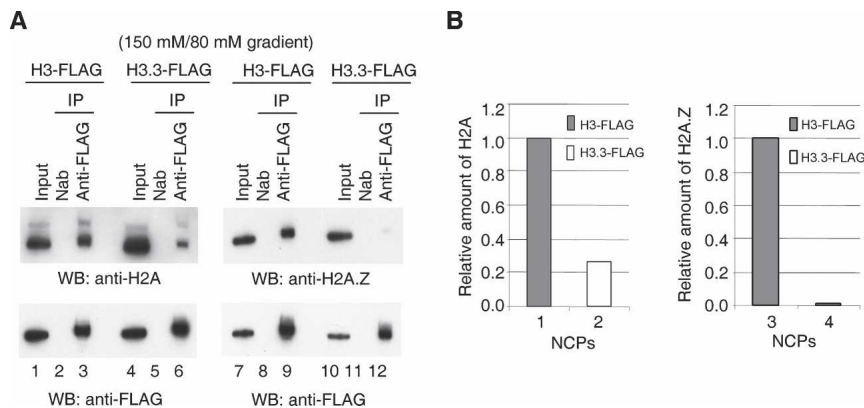 A
(150 mM/80 mM gradient)
H3-FLAG H3.3-FLAG H3-FLAG H3.3-FLAG
IP IP IP IP
Input Nab Anti-FLAG Input Nab Anti-FLAG Input Nab Anti-FLAG Input Nab Anti-FLAG
WB: anti-H2A WB: anti-H2A.Z
1 2 3 4 5 6 7 8 9 10 11 12
WB: anti-FLAG WB: anti-FLAG
B
Relative amount of H2A
1.2
1.0
0.8
0.6
0.4
0.2
0.0
H3-FLAG
H3.3-FLAG
1 2
NCPs
Relative amount of H2A.Z
1.2
1.0
0.8
0.6
0.4
0.2
0.0
H3-FLAG
H3.3-FLAG
3 4
NCPs